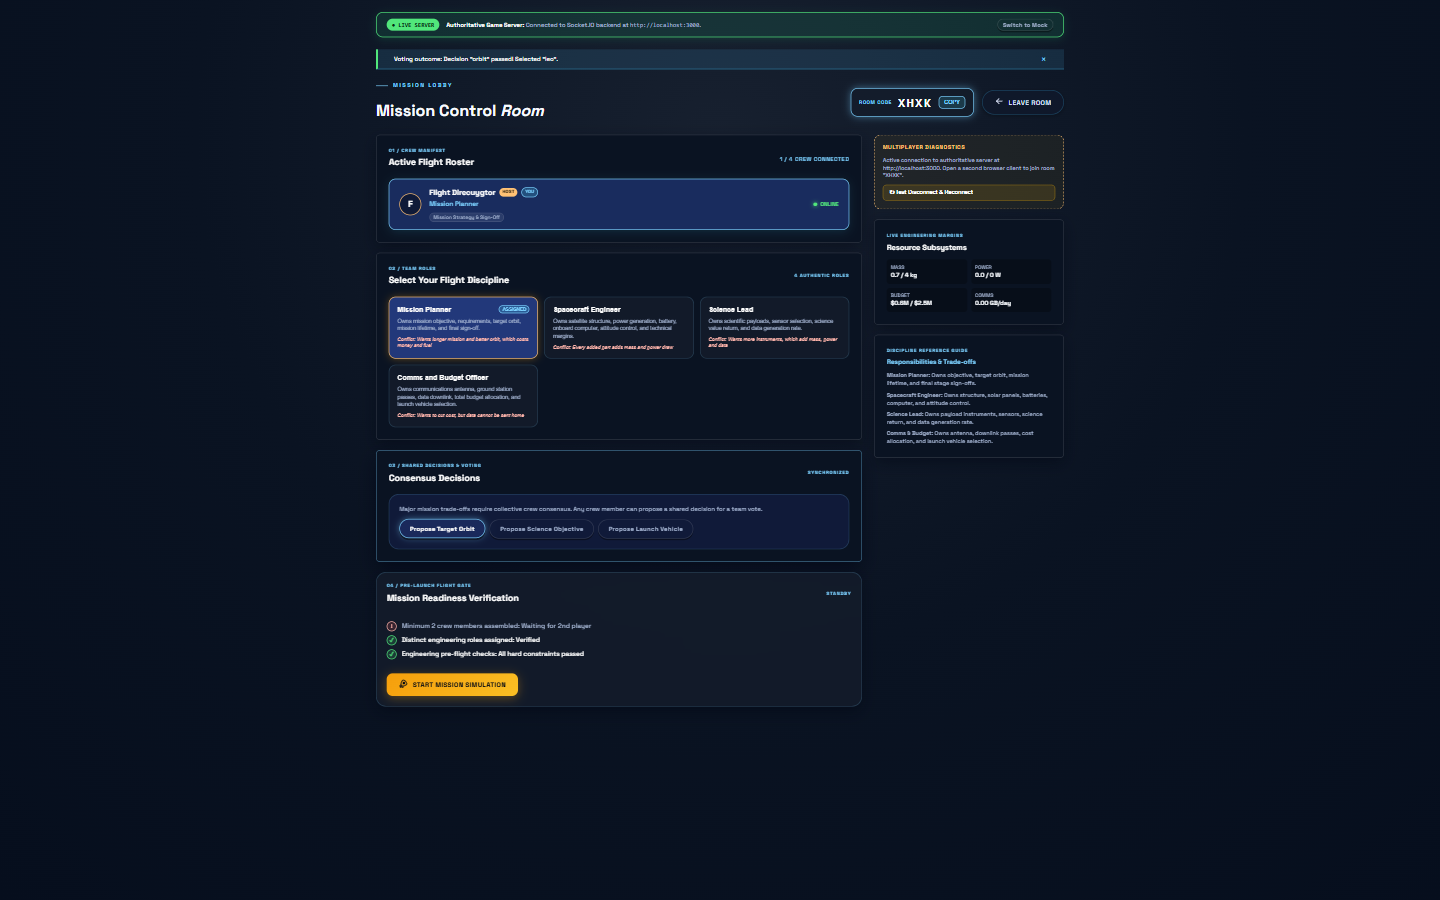 ● LIVE SERVER Authoritative Game Server: Connected to Socket.IO backend at http://localhost:3000. Switch to Mock
Voting outcome: Decision "orbit" passed! Selected "leo". ×
MISSION LOBBY
Mission Control Room
ROOM CODE XHXK COPY
← LEAVE ROOM
01 / CREW MANIFEST
Active Flight Roster
1 / 4 CREW CONNECTED
F
Flight Direcuygtor HOST YOU
Mission Planner
Mission Strategy & Sign-Off
● ONLINE
02 / TEAM ROLES
Select Your Flight Discipline
4 AUTHENTIC ROLES
Mission Planner ASSIGNED
Owns mission objective, requirements, target orbit,
mission lifetime, and final sign-off.
Conflict: Wants longer mission and better orbit, which costs
money and fuel
Spacecraft Engineer
Owns satellite structure, power generation, battery,
onboard computer, attitude control, and technical
margins.
Conflict: Every added part adds mass and power draw
Science Lead
Owns scientific payloads, sensor selection, science
value return, and data generation rate.
Conflict: Wants more instruments, which add mass, power
and data
Comms and Budget Officer
Owns communications antenna, ground station
passes, data downlink, total budget allocation, and
launch vehicle selection.
Conflict: Wants to cut cost, but data cannot be sent home
03 / SHARED DECISIONS & VOTING
Consensus Decisions
SYNCHRONIZED
Major mission trade-offs require collective crew consensus. Any crew member can propose a shared decision for a team vote.
Propose Target Orbit Propose Science Objective Propose Launch Vehicle
04 / PRE-LAUNCH FLIGHT GATE
Mission Readiness Verification
STANDBY
Minimum 2 crew members assembled: Waiting for 2nd player
Distinct engineering roles assigned: Verified
Engineering pre-flight checks: All hard constraints passed
START MISSION SIMULATION
MULTIPLAYER DIAGNOSTICS
Active connection to authoritative server at
http://localhost:3000. Open a second browser client to join room
"XHXK".
Test Disconnect & Reconnect
LIVE ENGINEERING MARGINS
Resource Subsystems
MASS
0.7 / 4 kg
POWER
0.0 / 0 W
BUDGET
$0.6M / $2.5M
COMMS
0.00 GB/day
DISCIPLINE REFERENCE GUIDE
Responsibilities & Trade-offs
Mission Planner: Owns objective, target orbit, mission
lifetime, and final stage sign-offs.
Spacecraft Engineer: Owns structure, solar panels, batteries,
computer, and attitude control.
Science Lead: Owns payload instruments, sensors, science
return, and data generation rate.
Comms & Budget: Owns antenna, downlink passes, cost
allocation, and launch vehicle selection.